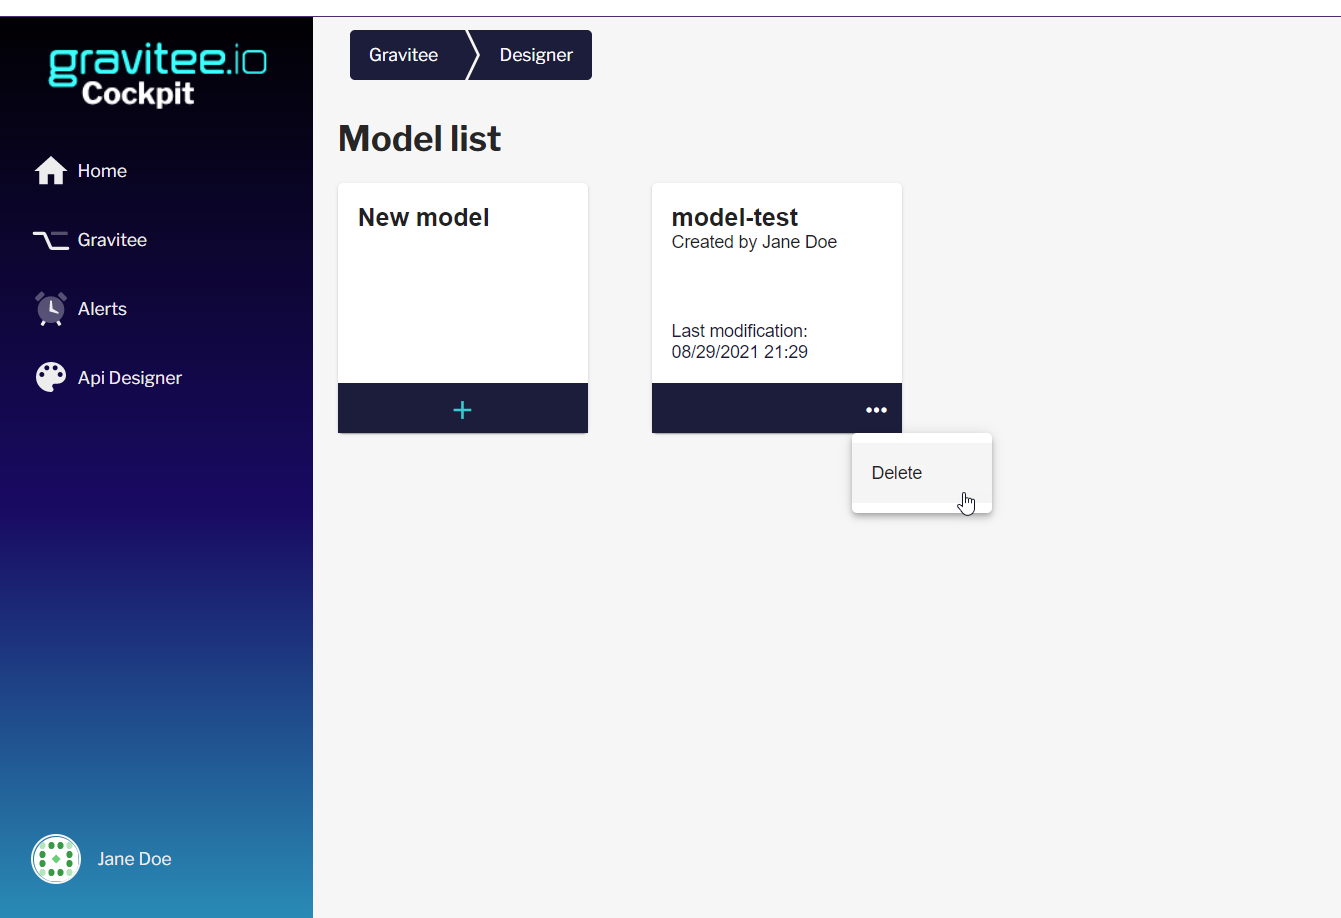 gravitee.io
Cockpit
Home
Gravitee
Alerts
Api Designer
Jane Doe
Gravitee
Designer
Model list
New model
+
model-test
Created by Jane Doe
Last modification:
08/29/2021 21:29
Delete